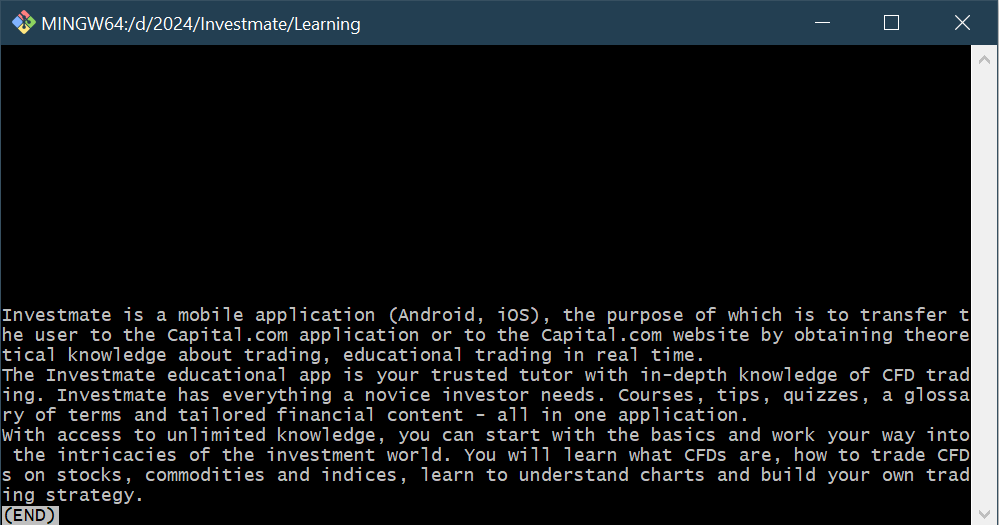 MINGW64:/d/2024/Investmate/Learning
Investmate is a mobile application (Android, iOS), the purpose of which is to transfer t
he user to the Capital.com application or to the Capital.com website by obtaining theore
tical knowledge about trading, educational trading in real time.
The Investmate educational app is your trusted tutor with in-depth knowledge of CFD trad
ing. Investmate has everything a novice investor needs. Courses, tips, quizzes, a glossa
ry of terms and tailored financial content - all in one application.
With access to unlimited knowledge, you can start with the basics and work your way into
 the intricacies of the investment world. You will learn what CFDs are, how to trade CFD
s on stocks, commodities and indices, learn to understand charts and build your own trad
ing strategy.
(END)